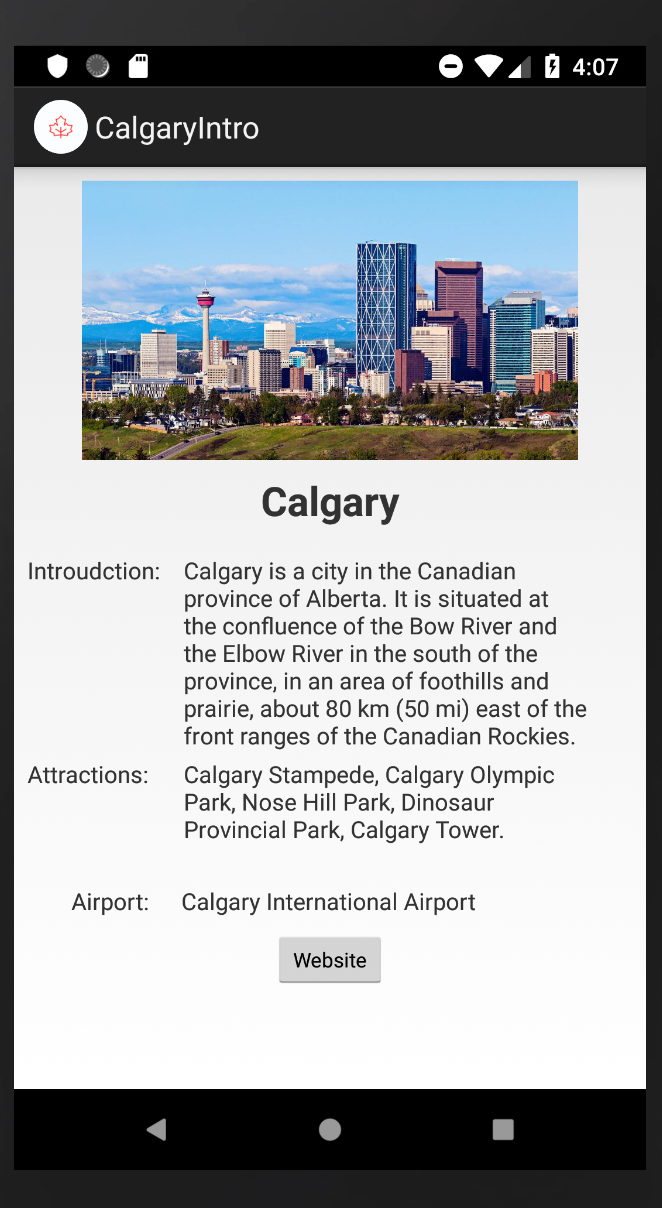 4:07
CalgaryIntro
Calgary
Introudction:
Calgary is a city in the Canadian
province of Alberta. It is situated at
the confluence of the Bow River and
the Elbow River in the south of the
province, in an area of foothills and
prairie, about 80 km (50 mi) east of the
front ranges of the Canadian Rockies.
Attractions:
Calgary Stampede, Calgary Olympic
Park, Nose Hill Park, Dinosaur
Provincial Park, Calgary Tower.
Airport:
Calgary International Airport
Website